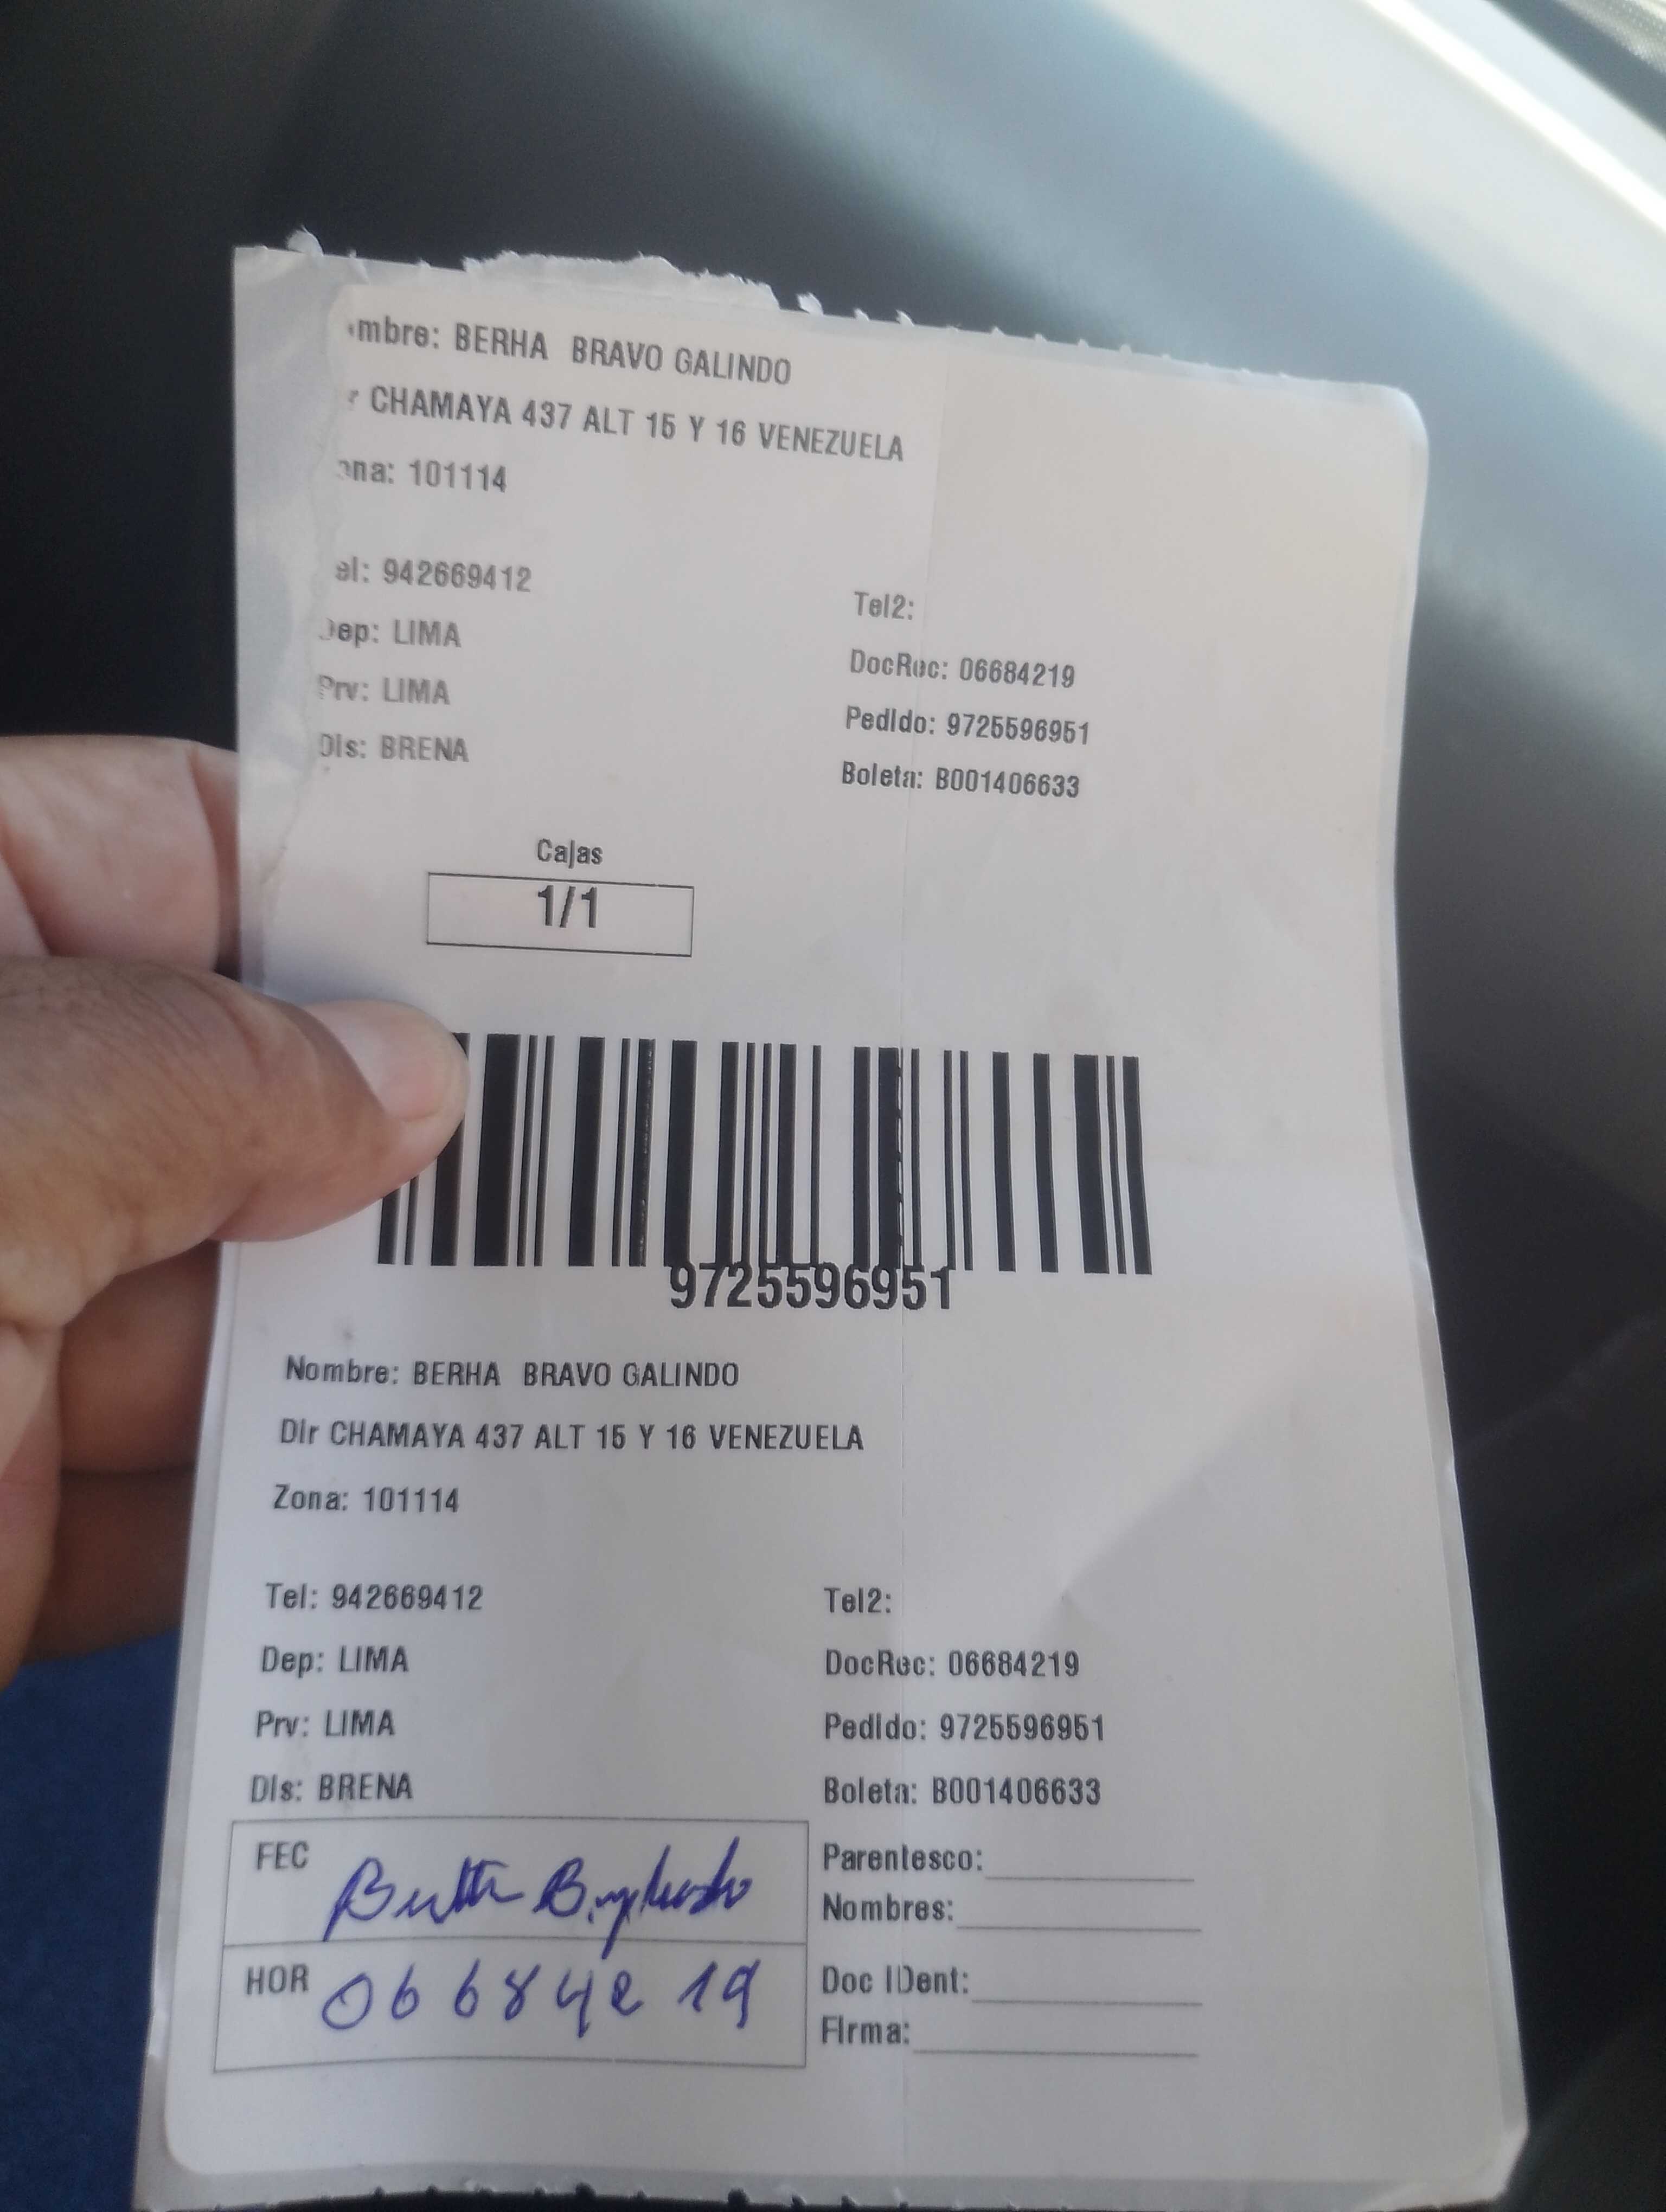 mbre: BERHA BRAVO GALINDO
r CHAMAYA 437 ALT 15 Y 16 VENEZUELA
ona: 101114
el: 942669412
Tel2:
Dep: LIMA
DocRec: 06684219
Prv: LIMA
Pedido: 9725596951
Dis: BRENA
Boleta: B001406633
Cajas
1/1
9725596951
Nombre: BERHA BRAVO GALINDO
Dir CHAMAYA 437 ALT 15 Y 16 VENEZUELA
Zona: 101114
Tel: 942669412
Tel2:
Dep: LIMA
DocRec: 06684219
Prv: LIMA
Pedido: 9725596951
Dis: BRENA
Boleta: B001406633
FEC
Parentesco:
Nombres:
HOR 06684219
Doc IDent:
Firma: